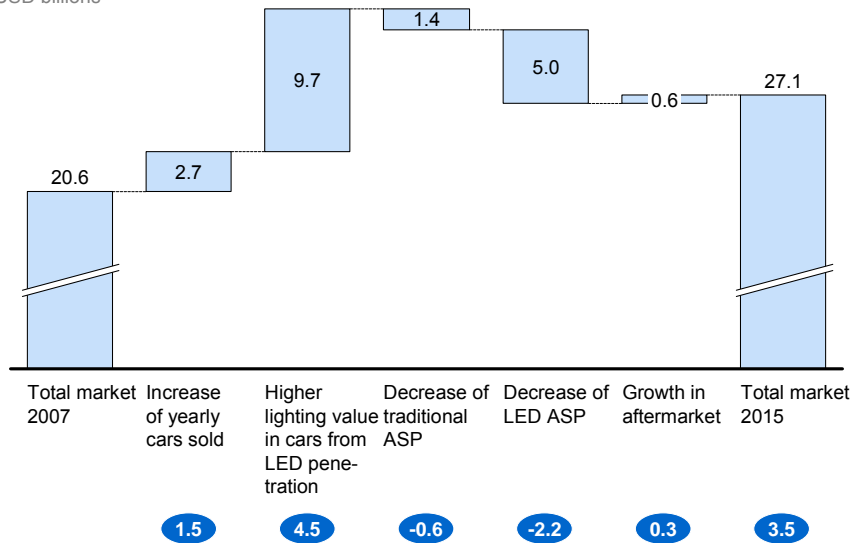 USD billions
1.4
9.7
5.0
0.6
27.1
20.6
2.7
Total market
2007
Increase
of yearly
cars sold
Higher
lighting value
in cars from
LED pene-
tration
Decrease of
traditional
ASP
Decrease of
LED ASP
Growth in
aftermarket
Total market
2015
1.5
4.5
-0.6
-2.2
0.3
3.5